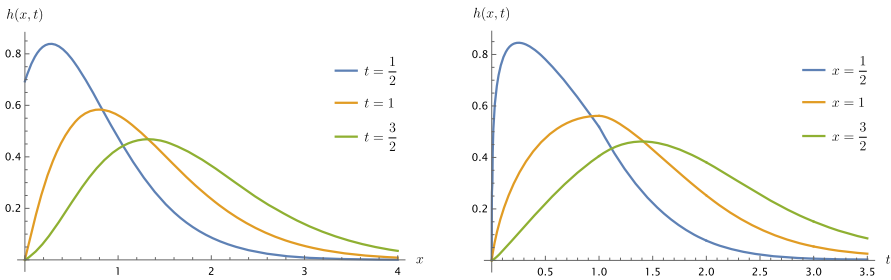 h(x, t)
0.8
0.6
0.4
0.2
1
2
3
4
x
t = 1/2
t = 1
t = 3/2
h(x, t)
0.8
0.6
0.4
0.2
0.5
1.0
1.5
2.0
2.5
3.0
3.5
t
x = 1/2
x = 1
x = 3/2